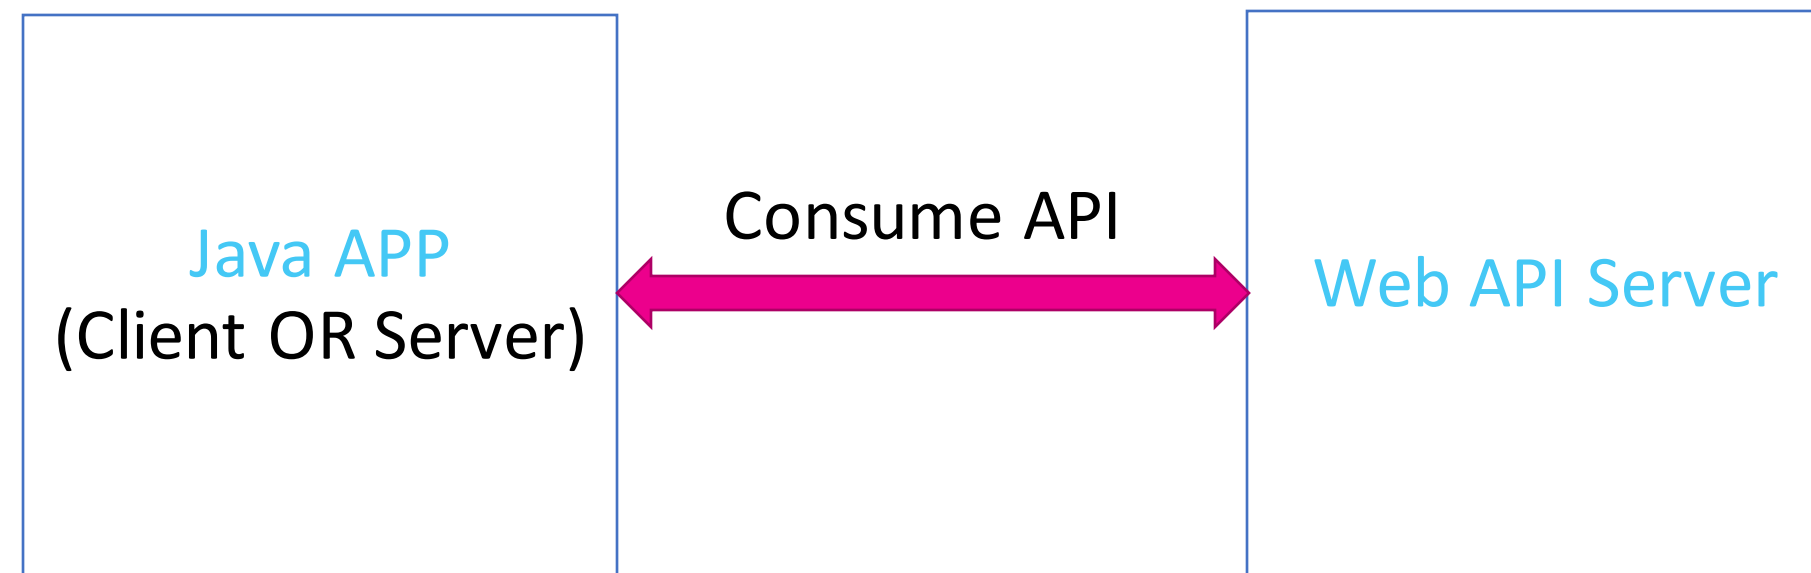 Java APP
(Client OR Server)
Consume API
Web API Server